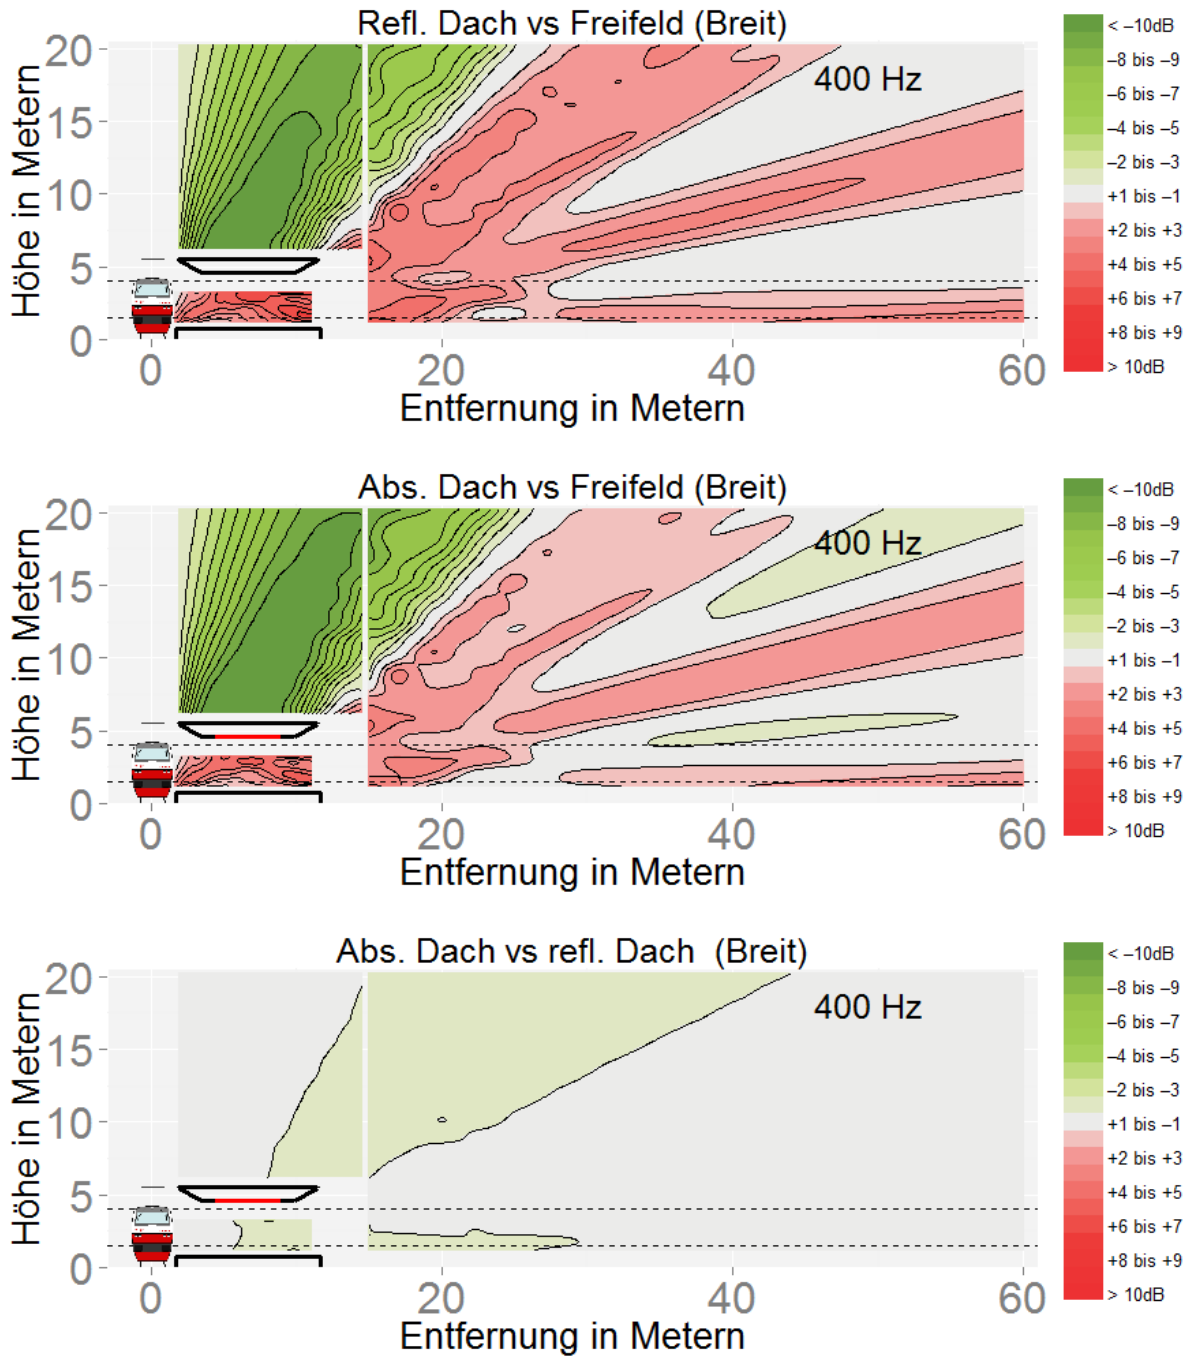 Refl. Dach vs Freifeld (Breit)
400 Hz
Höhe in Metern
20
15
10
5
0
0 20 40 60
Entfernung in Metern
< –10dB
–8 bis –9
–6 bis –7
–4 bis –5
–2 bis –3
+1 bis –1
+2 bis +3
+4 bis +5
+6 bis +7
+8 bis +9
> 10dB
Abs. Dach vs Freifeld (Breit)
400 Hz
Höhe in Metern
20
15
10
5
0
0 20 40 60
Entfernung in Metern
< –10dB
–8 bis –9
–6 bis –7
–4 bis –5
–2 bis –3
+1 bis –1
+2 bis +3
+4 bis +5
+6 bis +7
+8 bis +9
> 10dB
Abs. Dach vs refl. Dach (Breit)
400 Hz
Höhe in Metern
20
15
10
5
0
0 20 40 60
Entfernung in Metern
< –10dB
–8 bis –9
–6 bis –7
–4 bis –5
–2 bis –3
+1 bis –1
+2 bis +3
+4 bis +5
+6 bis +7
+8 bis +9
> 10dB